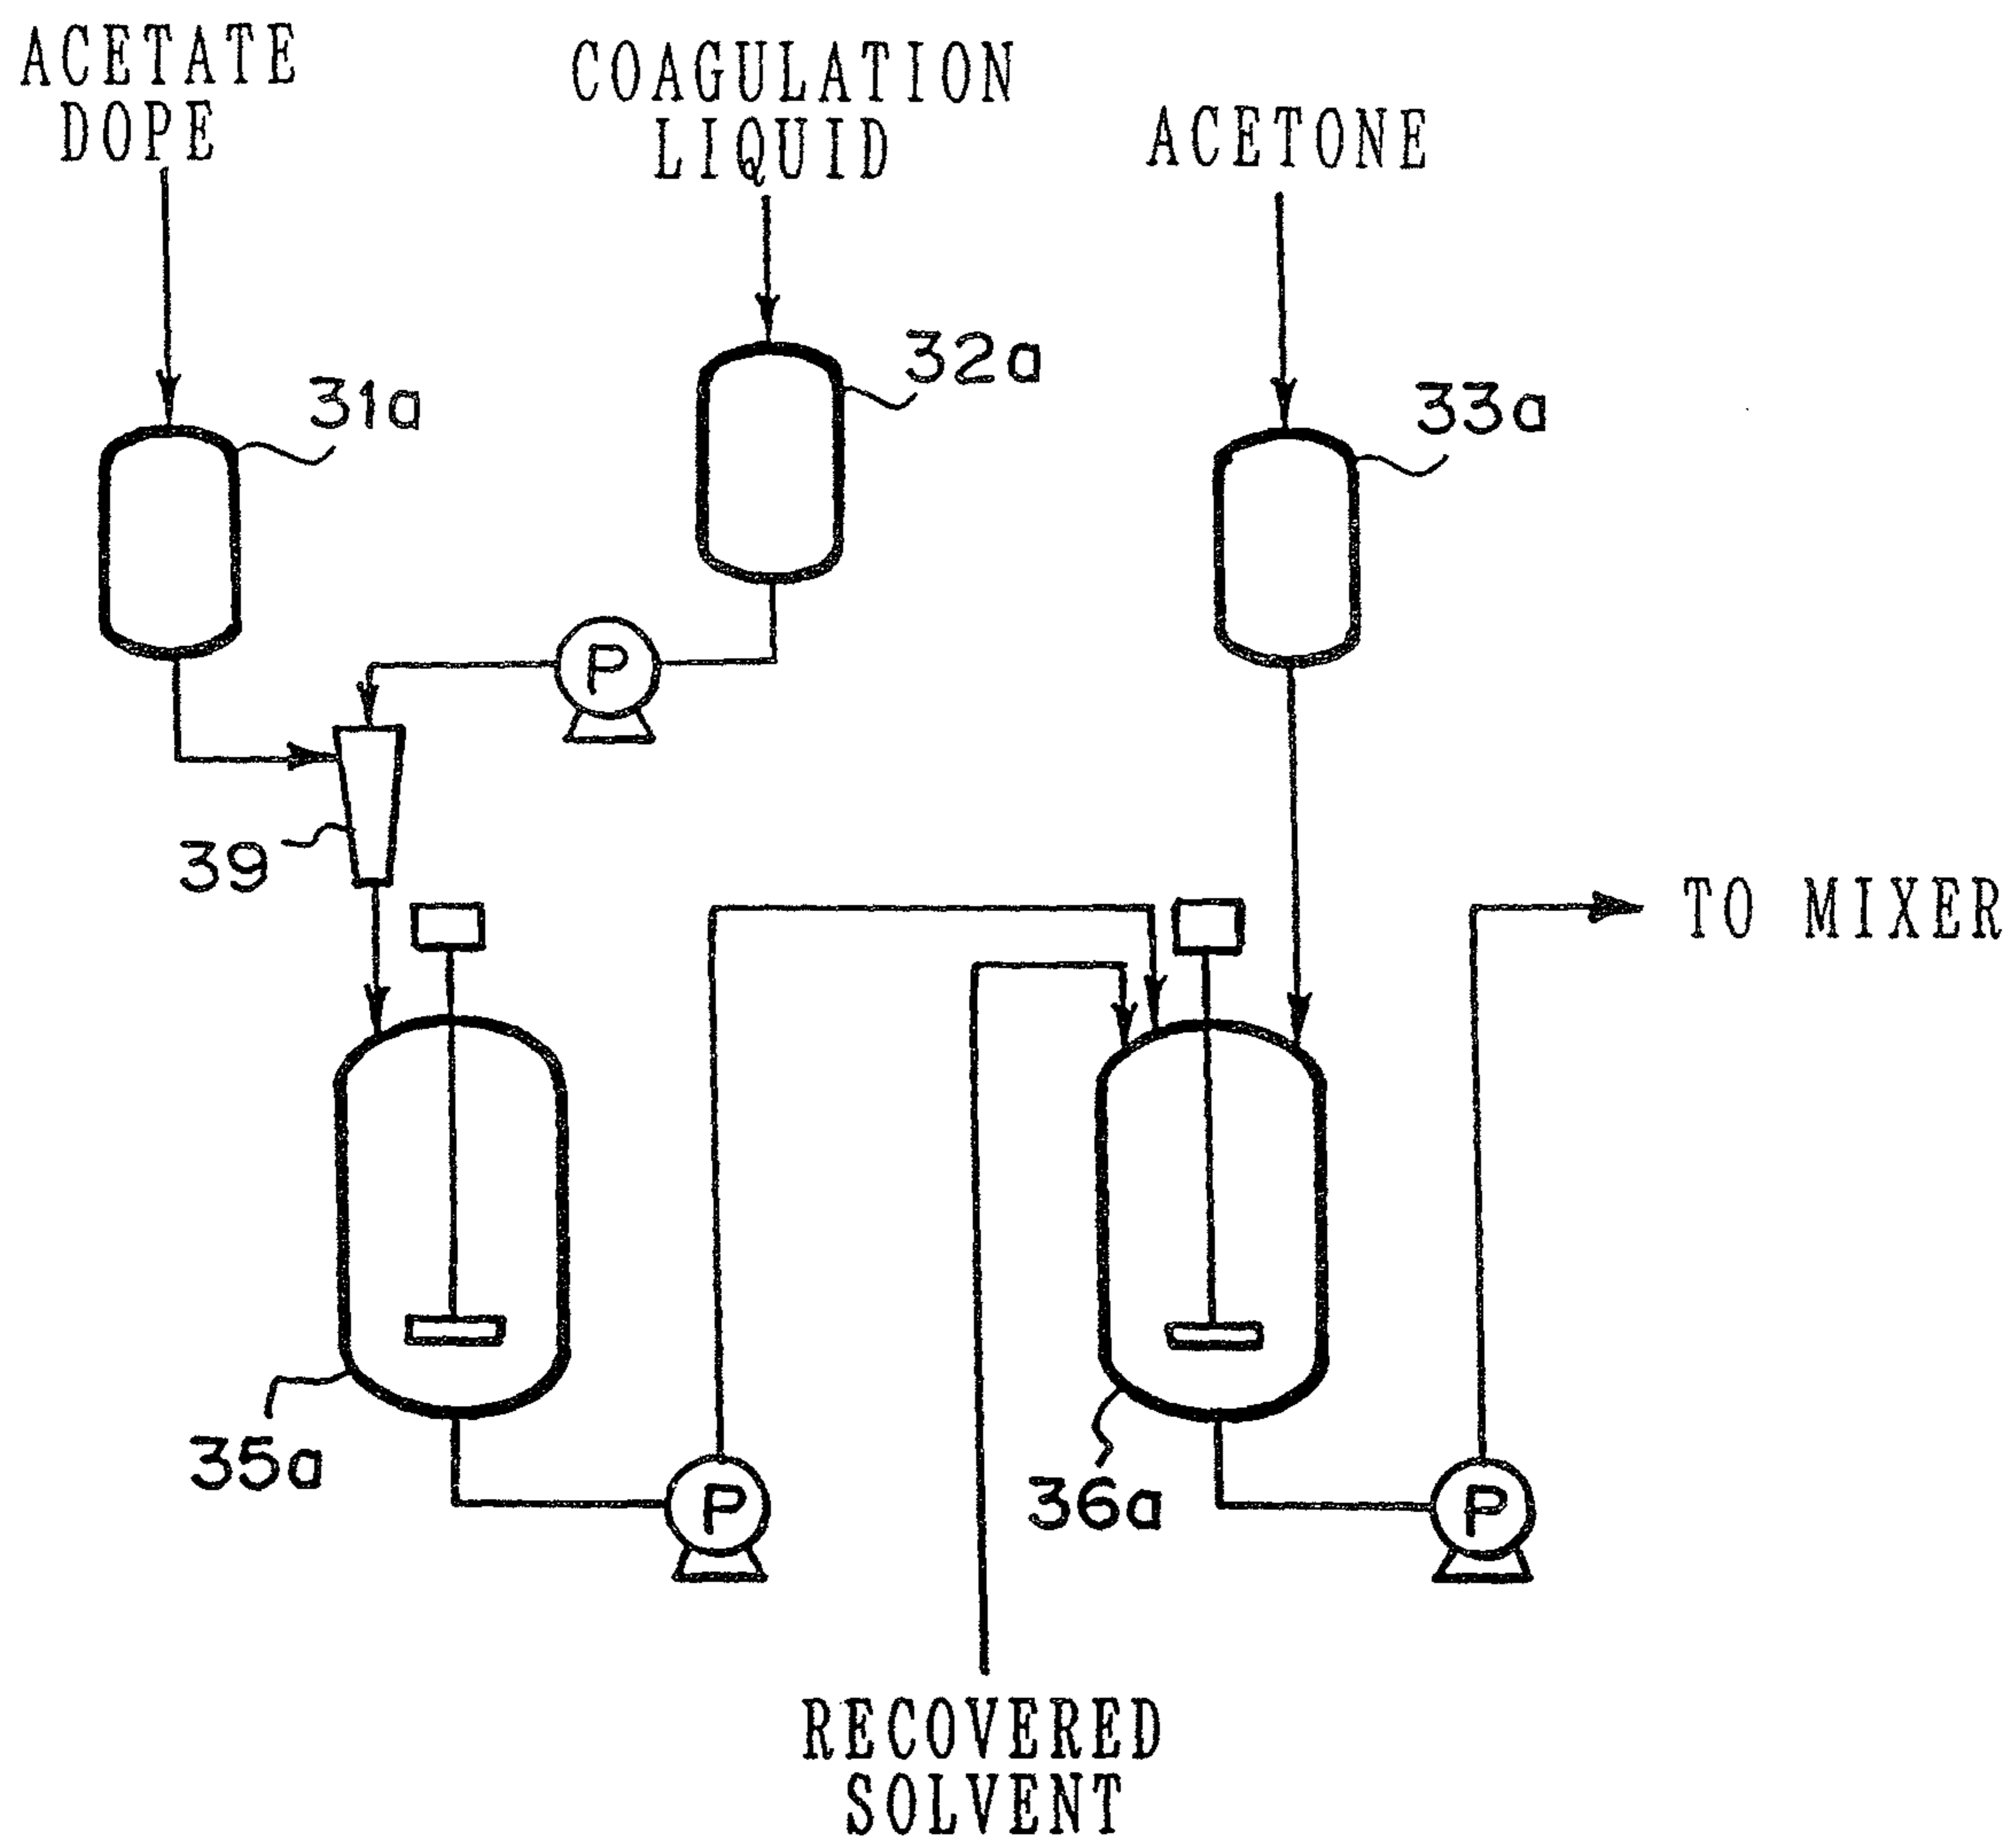 ACETATE
DOPE
COAGULATION
LIQUID
ACETONE
31a
32a
33a
P
39
TO MIXER
35a
P
36a
P
RECOVERED
SOLVENT